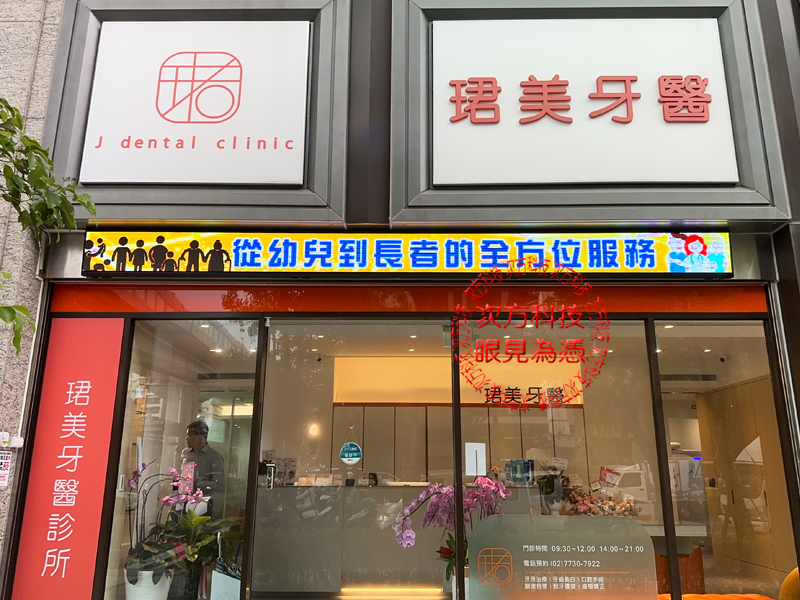 J dental clinic
珺美牙醫
從幼兒到長者的全方位服務
次方科技
眼見為憑
珺美牙醫
珺美牙醫診所
門診時間 09:30~12:00 14:00~21:00
電話預約 (02)7730-7922